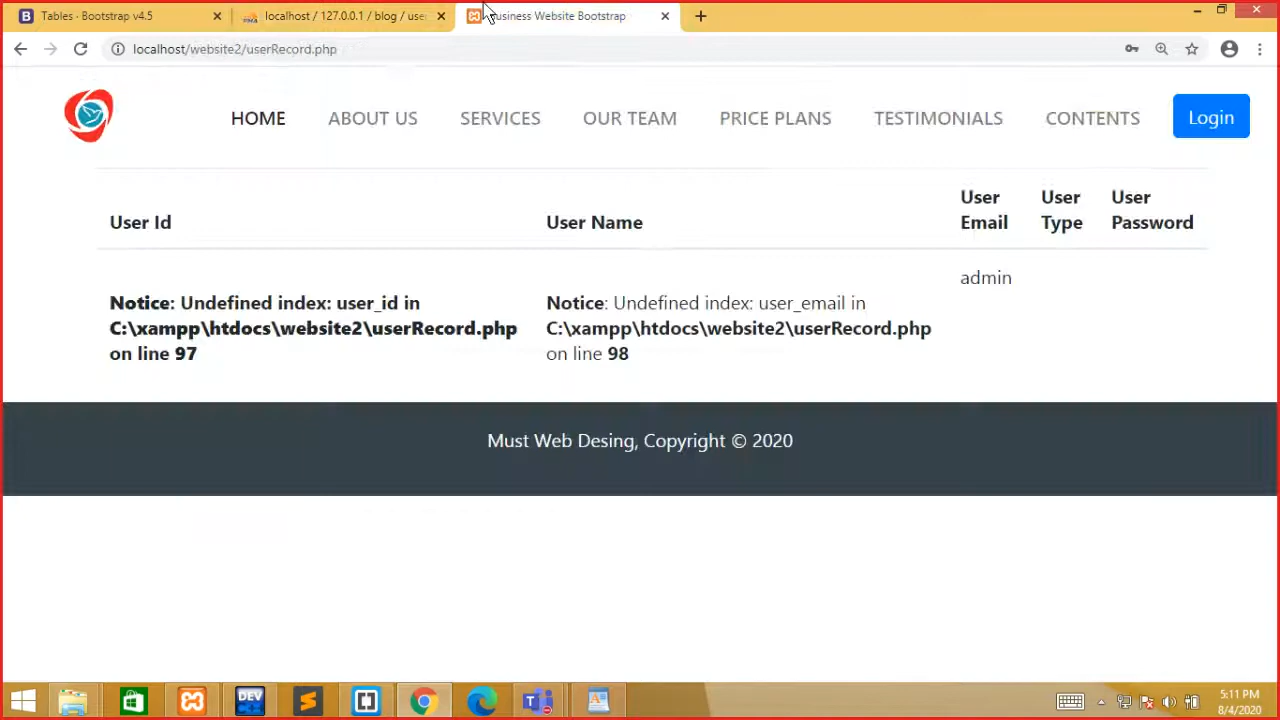 Tables · Bootstrap v4.5
localhost / 127.0.0.1 / blog / use
Business Website Bootstrap
localhost/website2/userRecord.php
HOME
ABOUT US
SERVICES
OUR TEAM
PRICE PLANS
TESTIMONIALS
CONTENTS
Login
User Id
User Name
User
Email
User
Type
User
Password
Notice: Undefined index: user_id in
C:\xampp\htdocs\website2\userRecord.php
on line 97
Notice: Undefined index: user_email in
C:\xampp\htdocs\website2\userRecord.php
on line 98
admin
Must Web Desing, Copyright © 2020
DEV
5:11 PM
8/4/2020